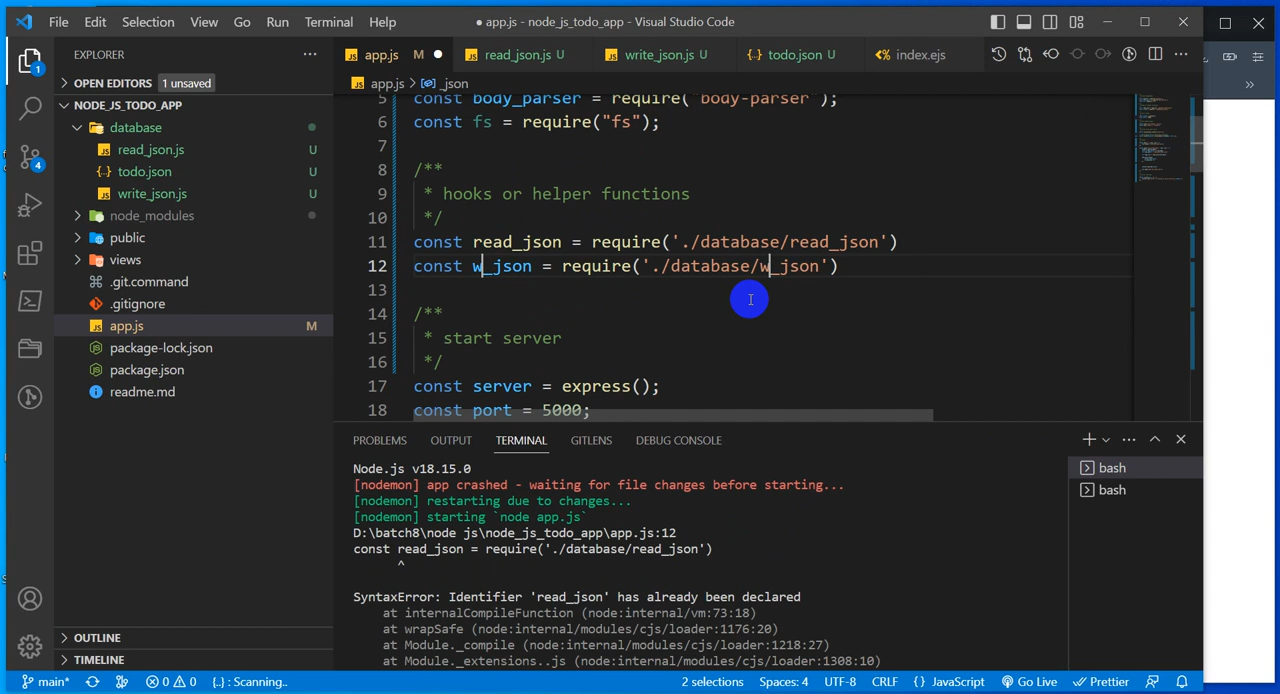 File Edit Selection View Go Run Terminal Help
● app.js - node_js_todo_app - Visual Studio Code
EXPLORER
OPEN EDITORS 1 unsaved
NODE_JS_TODO_APP
database
JS read_json.js U
{..} todo.json U
JS write_json.js U
node_modules
public
views
.git.command
.gitignore
JS app.js M
package-lock.json
package.json
readme.md
OUTLINE
TIMELINE
1
4
JS app.js M ●
JS read_json.js U
JS write_json.js U
{..} todo.json U
<% index.ejs
JS app.js > _json
5 const body_parser = require("body-parser");
6 const fs = require("fs");
7
8 /**
9 * hooks or helper functions
10 */
11 const read_json = require('./database/read_json')
12 const w_json = require('./database/w_json')
13
14 /**
15 * start server
16 */
17 const server = express();
18 const port = 5000;
PROBLEMS OUTPUT TERMINAL GITLENS DEBUG CONSOLE
Node.js v18.15.0
[nodemon] app crashed - waiting for file changes before starting...
[nodemon] restarting due to changes...
[nodemon] starting `node app.js`
D:\batch8\node js\node_js_todo_app\app.js:12
const read_json = require('./database/read_json')
^
SyntaxError: Identifier 'read_json' has already been declared
at internalCompileFunction (node:internal/vm:73:18)
at wrapSafe (node:internal/modules/cjs/loader:1176:20)
at Module._compile (node:internal/modules/cjs/loader:1218:27)
at Module._extensions..js (node:internal/modules/cjs/loader:1308:10)
bash
bash
main* 0 0 {..} : Scanning.. 2 selections Spaces: 4 UTF-8 CRLF {} JavaScript Go Live Prettier